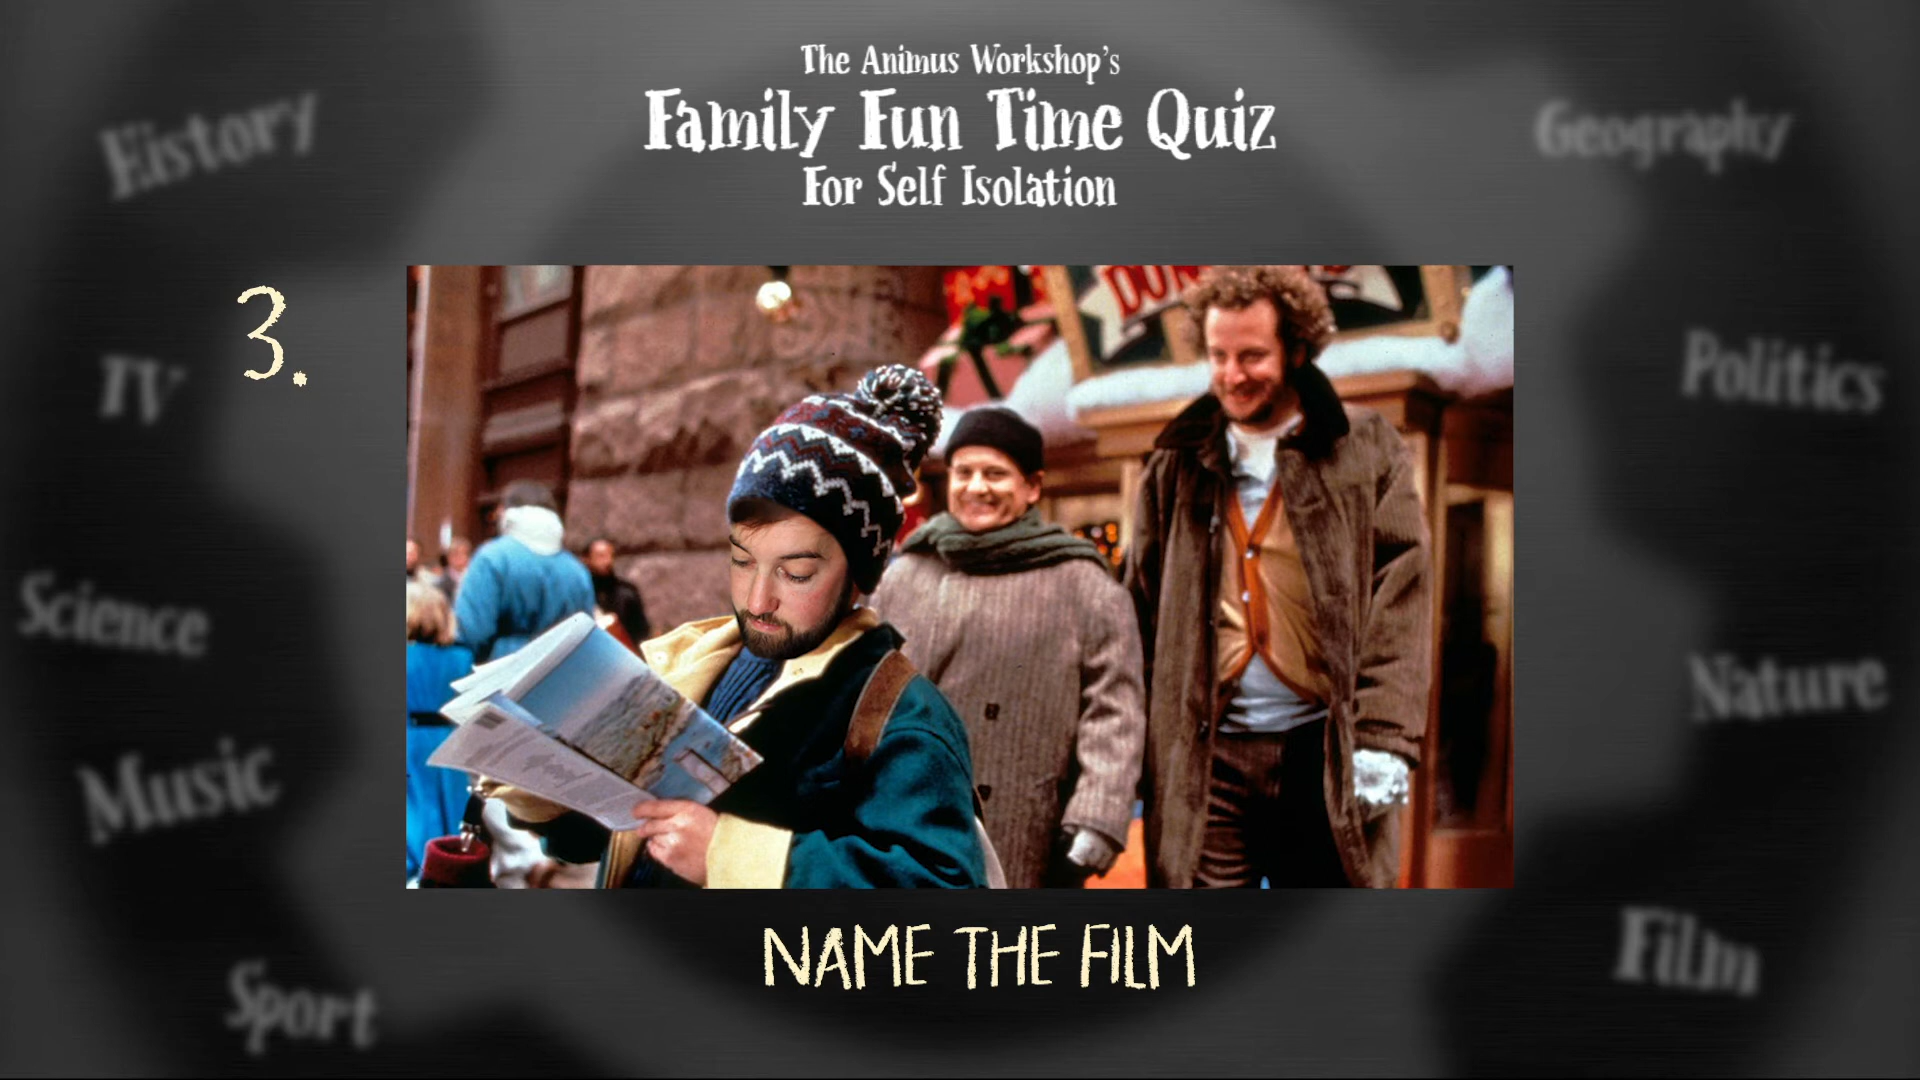 The Animus Workshop's
Family Fun Time Quiz
For Self Isolation
History
Geography
3.
TV
Politics
Science
Nature
Music
Film
Sport
NAME THE FILM